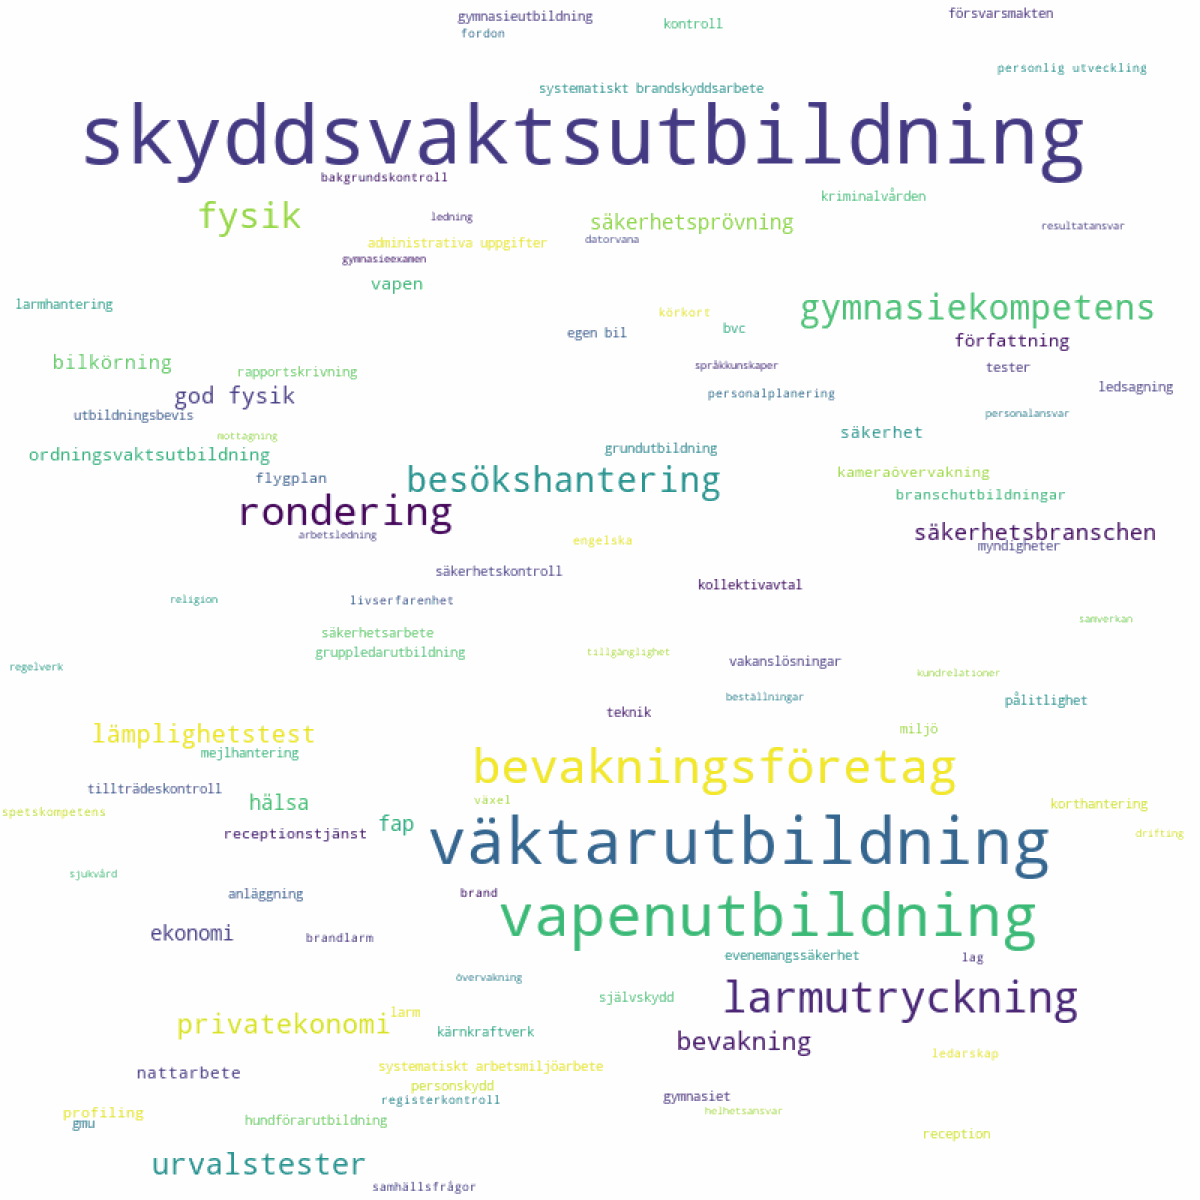 gymnasieutbildning
försvarsmakten
kontroll
fordon
personlig utveckling
systematiskt brandskyddsarbete
skyddsvaktsutbildning
bakgrundskontroll
kriminalvården
fysik
ledning
säkerhetsprövning
resultatansvar
administrativa uppgifter
datorvana
gymnasieexamen
vapen
larmhantering
gymnasiekompetens
körkort
egen bil
bvc
författning
bilkörning
rapportskrivning
språkkunskaper
tester
god fysik
personalplanering
ledsagning
utbildningsbevis
personalansvar
mottagning
säkerhet
ordningsvaktsutbildning
grundutbildning
flygplan
besökshantering
kameraövervakning
branschutbildningar
rondering
arbetsledning
säkerhetsbranschen
engelska
myndigheter
säkerhetskontroll
kollektivavtal
religion
livserfarenhet
samverkan
säkerhetsarbete
gruppledarutbildning
tillgänglighet
regelverk
vakanslösningar
kundrelationer
beställningar
pålitlighet
teknik
miljö
lämplighetstest
mejlhantering
bevakningsföretag
tillträdeskontroll
hälsa
växel
korthantering
spetskompetens
fap
receptionstjänst
väktarutbildning
drifting
sjukvård
anläggning
brand
vapenutbildning
ekonomi
brandlarm
evenemangssäkerhet
lag
övervakning
självskydd
larmutryckning
privatekonomi
larm
kärnkraftverk
bevakning
ledarskap
systematiskt arbetsmiljöarbete
nattarbete
personskydd
registerkontroll
gymnasiet
profiling
gmu
hundförarutbildning
helhetsansvar
reception
urvalstester
samhällsfrågor